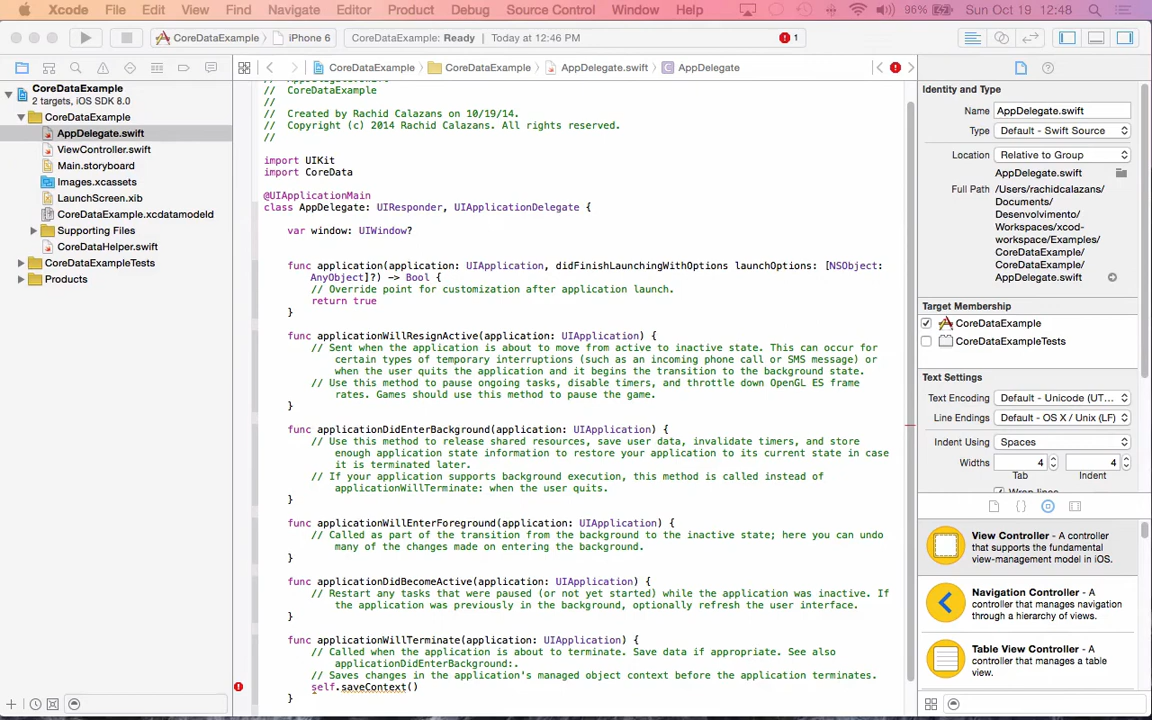 Xcode File Edit View Find Navigate Editor Product Debug Source Control Window Help 96% Sun Oct 19 12:48
CoreDataExample iPhone 6 CoreDataExample: Ready Today at 12:46 PM 1
CoreDataExample CoreDataExample AppDelegate.swift C AppDelegate
CoreDataExample
2 targets, iOS SDK 8.0
CoreDataExample
AppDelegate.swift
ViewController.swift
Main.storyboard
Images.xcassets
LaunchScreen.xib
CoreDataExample.xcdatamodeld
Supporting Files
CoreDataHelper.swift
CoreDataExampleTests
Products
//  CoreDataExample
//
//  Created by Rachid Calazans on 10/19/14.
//  Copyright (c) 2014 Rachid Calazans. All rights reserved.
//
import UIKit
import CoreData
@UIApplicationMain
class AppDelegate: UIResponder, UIApplicationDelegate {
var window: UIWindow?
func application(application: UIApplication, didFinishLaunchingWithOptions launchOptions: [NSObject:
AnyObject]?) -> Bool {
// Override point for customization after application launch.
return true
}
func applicationWillResignActive(application: UIApplication) {
// Sent when the application is about to move from active to inactive state. This can occur for
certain types of temporary interruptions (such as an incoming phone call or SMS message) or
when the user quits the application and it begins the transition to the background state.
// Use this method to pause ongoing tasks, disable timers, and throttle down OpenGL ES frame
rates. Games should use this method to pause the game.
}
func applicationDidEnterBackground(application: UIApplication) {
// Use this method to release shared resources, save user data, invalidate timers, and store
enough application state information to restore your application to its current state in case
it is terminated later.
// If your application supports background execution, this method is called instead of
applicationWillTerminate: when the user quits.
}
func applicationWillEnterForeground(application: UIApplication) {
// Called as part of the transition from the background to the inactive state; here you can undo
many of the changes made on entering the background.
}
func applicationDidBecomeActive(application: UIApplication) {
// Restart any tasks that were paused (or not yet started) while the application was inactive. If
the application was previously in the background, optionally refresh the user interface.
}
func applicationWillTerminate(application: UIApplication) {
// Called when the application is about to terminate. Save data if appropriate. See also
applicationDidEnterBackground:.
// Saves changes in the application's managed object context before the application terminates.
self.saveContext()
}
Identity and Type
Name AppDelegate.swift
Type Default - Swift Source
Location Relative to Group
AppDelegate.swift
Full Path /Users/rachidcalazans/
Documents/
Desenvolvimento/
Workspaces/xcod-
workspace/Examples/
CoreDataExample/
CoreDataExample/
AppDelegate.swift
Target Membership
CoreDataExample
CoreDataExampleTests
Text Settings
Text Encoding Default - Unicode (UT...
Line Endings Default - OS X / Unix (LF)
Indent Using Spaces
Widths 4 4
Tab Indent
Wrap lines
View Controller - A controller
that supports the fundamental
view-management model in iOS.
Navigation Controller - A
controller that manages navigation
through a hierarchy of views.
Table View Controller - A
controller that manages a table
view.